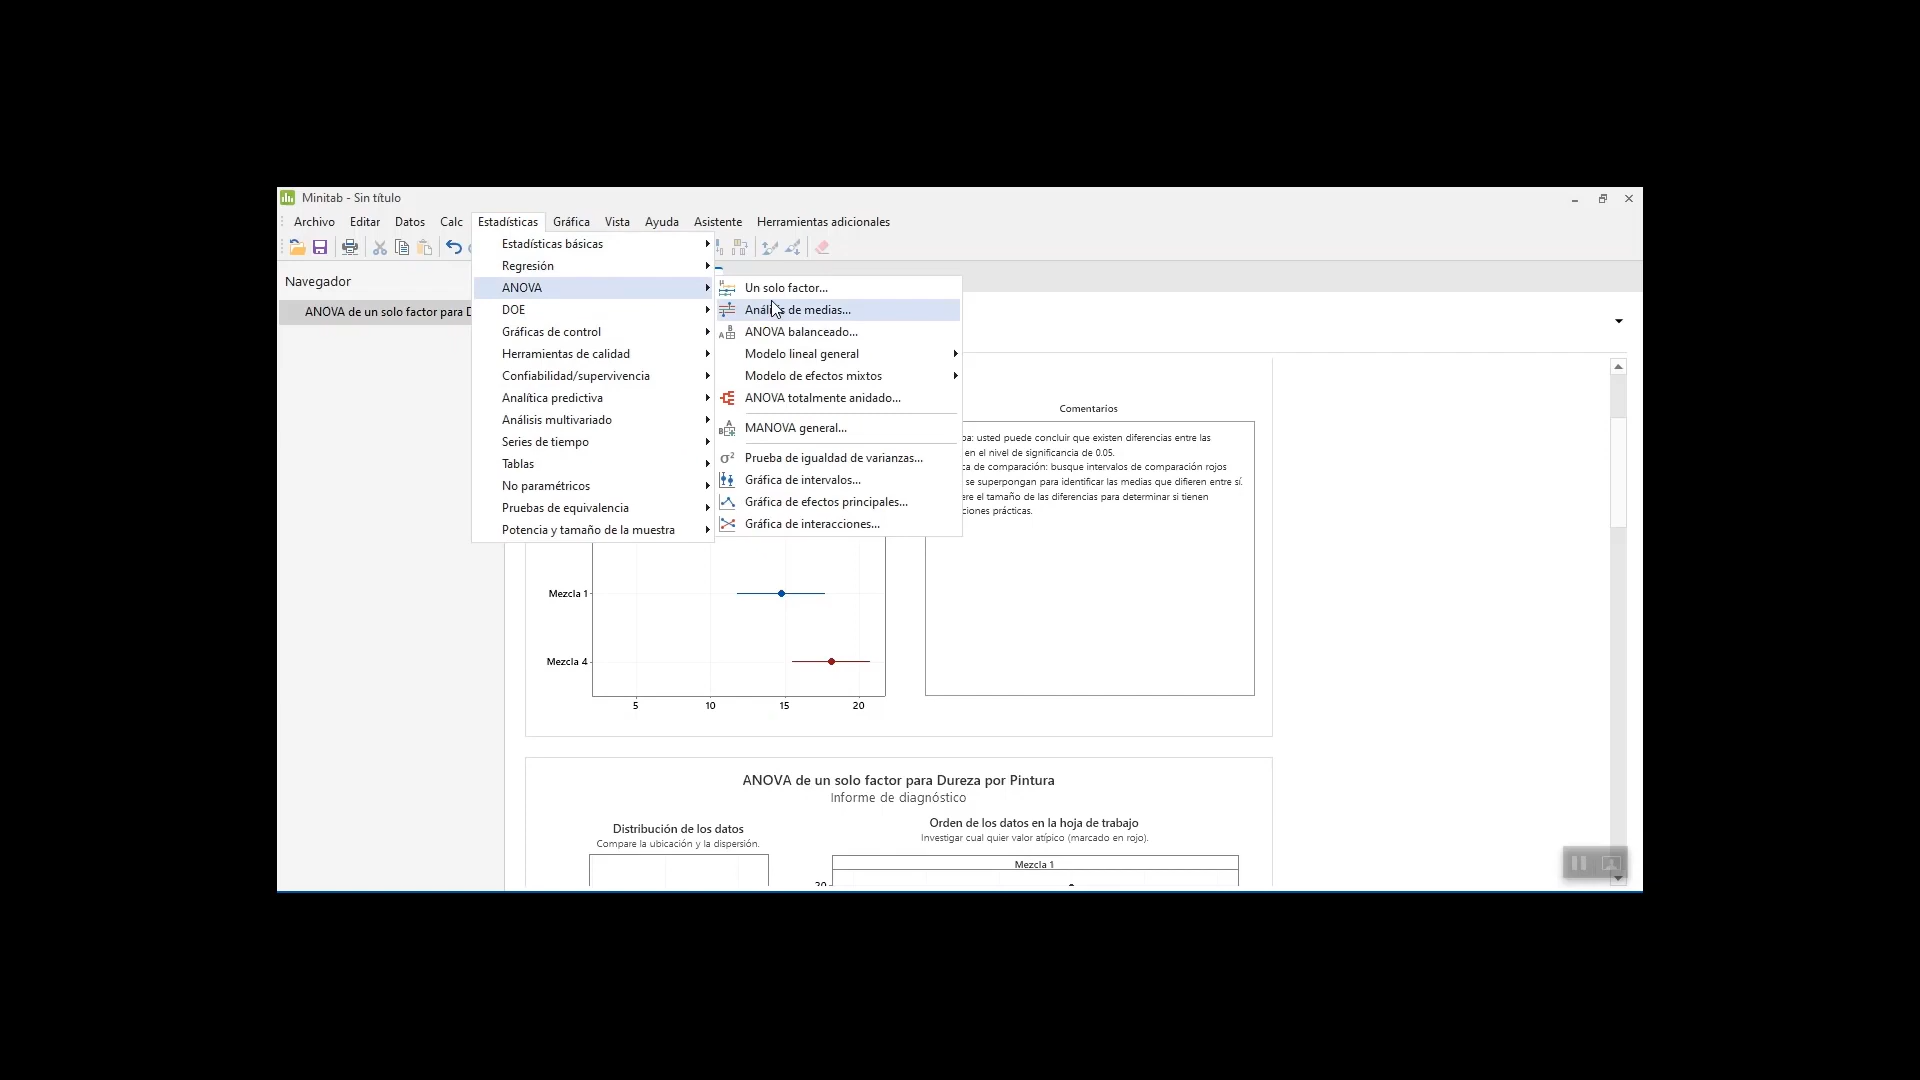 Minitab - Sin título
Archivo Editar Datos Calc Estadísticas Gráfica Vista Ayuda Asistente Herramientas adicionales
Navegador
ANOVA de un solo factor para D
Estadísticas básicas
Regresión
ANOVA
DOE
Gráficas de control
Herramientas de calidad
Confiabilidad/supervivencia
Analítica predictiva
Análisis multivariado
Series de tiempo
Tablas
No paramétricos
Pruebas de equivalencia
Potencia y tamaño de la muestra
Un solo factor...
Análisis de medias...
ANOVA balanceado...
Modelo lineal general
Modelo de efectos mixtos
ANOVA totalmente anidado...
MANOVA general...
Prueba de igualdad de varianzas...
Gráfica de intervalos...
Gráfica de efectos principales...
Gráfica de interacciones...
Comentarios
usted puede concluir que existen diferencias entre las
en el nivel de significancia de 0.05.
de comparación: busque intervalos de comparación rojos
se superpongan para identificar las medias que difieren entre sí.
el tamaño de las diferencias para determinar si tienen
prácticas.
Mezcla 1
Mezcla 4
5 10 15 20
ANOVA de un solo factor para Dureza por Pintura
Informe de diagnóstico
Distribución de los datos
Compare la ubicación y la dispersión.
Orden de los datos en la hoja de trabajo
Investigar cual quier valor atípico (marcado en rojo).
Mezcla 1
20